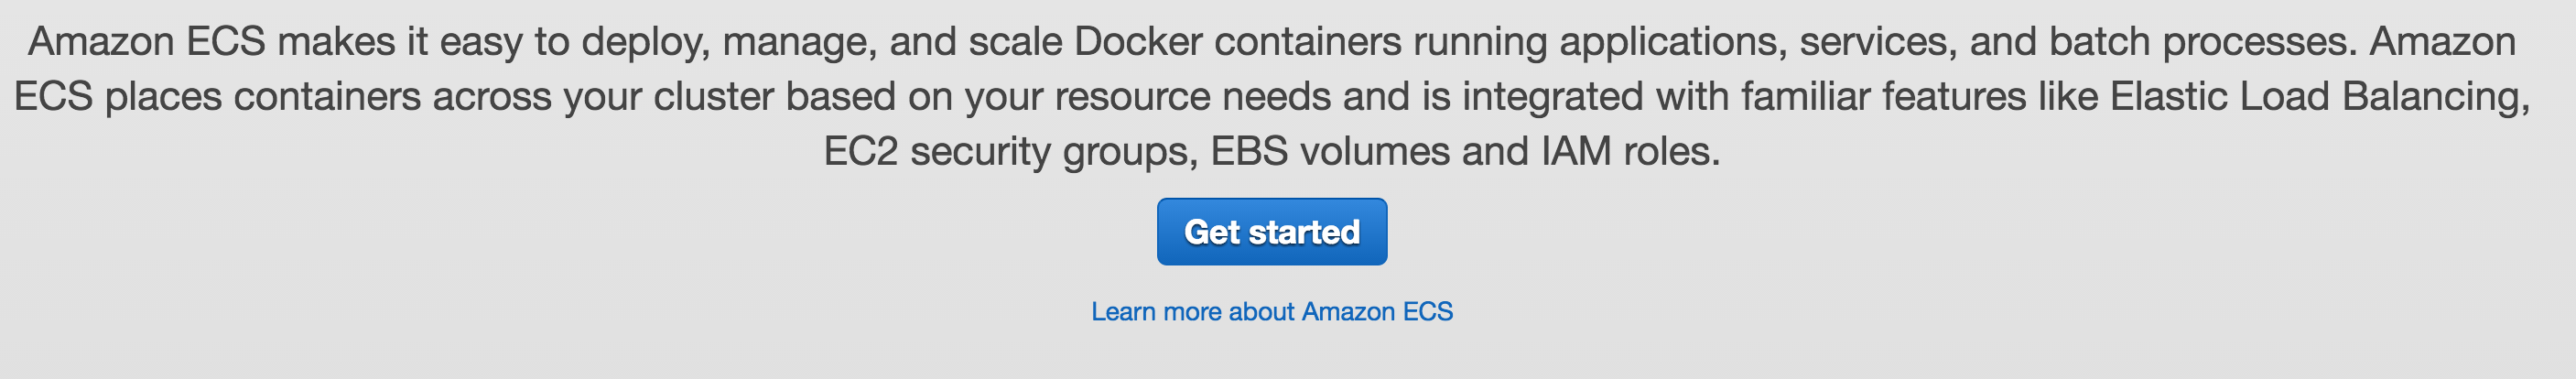 Amazon ECS makes it easy to deploy, manage, and scale Docker containers running applications, services, and batch processes. Amazon
ECS places containers across your cluster based on your resource needs and is integrated with familiar features like Elastic Load Balancing,
EC2 security groups, EBS volumes and IAM roles.
Get started
Learn more about Amazon ECS